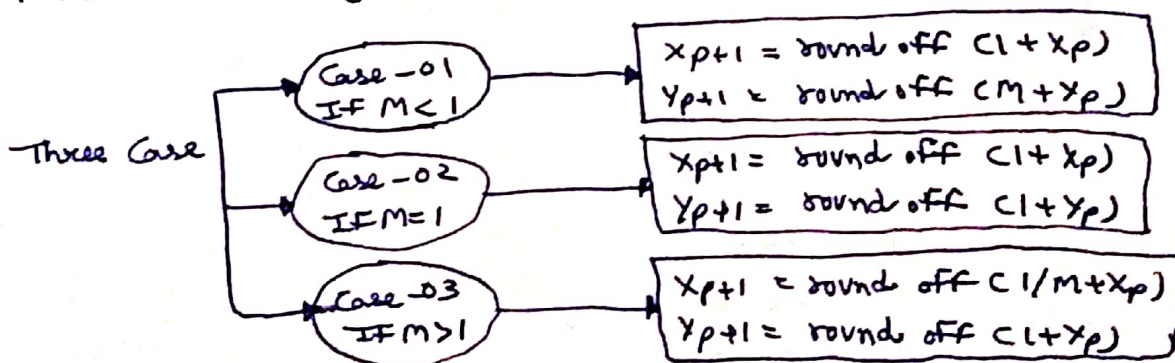 Three Case
Case-01
If M < 1
Xp+1 = round off (1 + Xp)
Yp+1 = round off (M + Yp)
Case-02
If M=1
Xp+1 = round off (1 + Xp)
Yp+1 = round off (1 + Yp)
Case-03
If M>1
Xp+1 = round off (1/M + Xp)
Yp+1 = round off (1 + Yp)